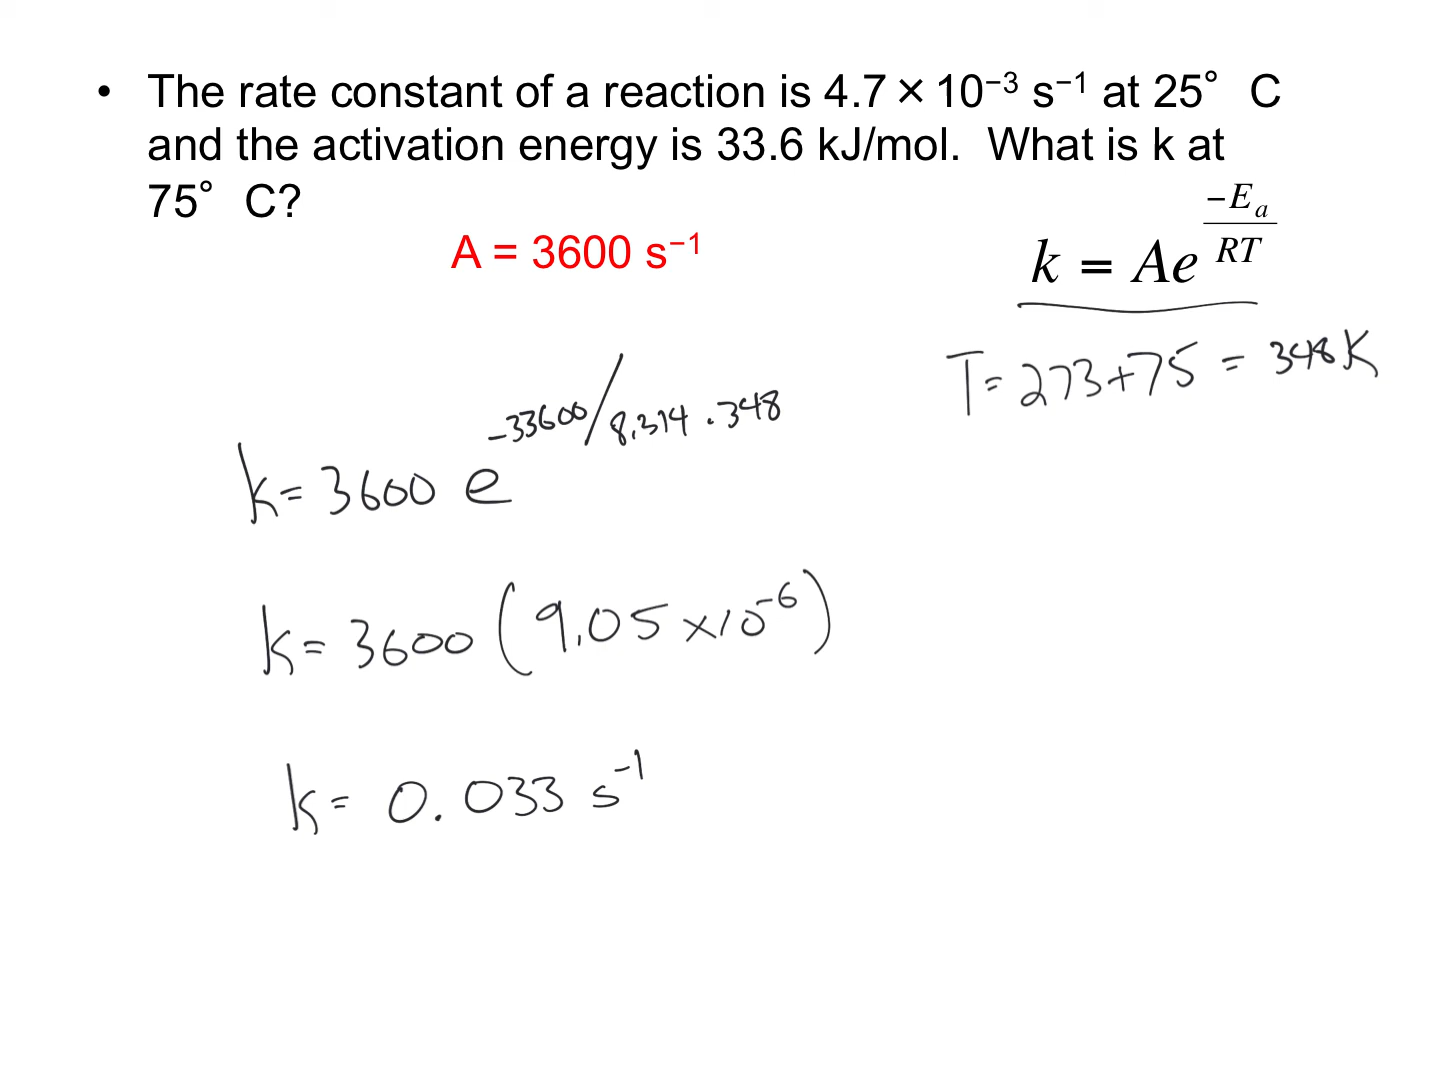 • The rate constant of a reaction is 4.7 × 10⁻³ s⁻¹ at 25° C
and the activation energy is 33.6 kJ/mol. What is k at
75° C?
A = 3600 s⁻¹
k = Ae^(-Eₐ/RT)
T = 273+75 = 348K
k = 3600 e^(-33600/8.314 · 348)
k = 3600 (9.05 ×10⁻⁶)
k = 0.033 s⁻¹